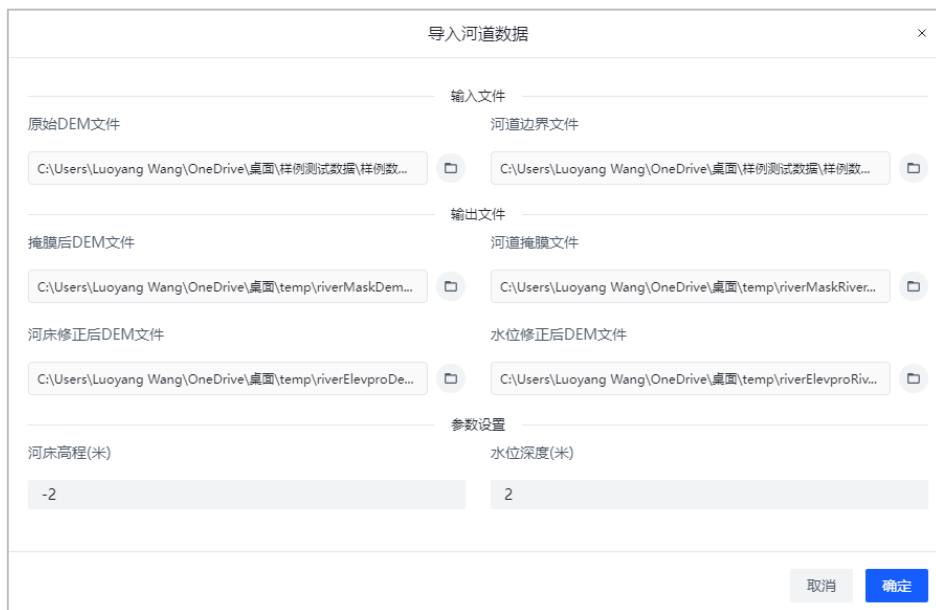 导入河道数据
输入文件
原始DEM文件
河道边界文件
C:\Users\Luoyang Wang\OneDrive\桌面\样例测试数据\样例数...
C:\Users\Luoyang Wang\OneDrive\桌面\样例测试数据\样例数...
输出文件
掩膜后DEM文件
河道掩膜文件
C:\Users\Luoyang Wang\OneDrive\桌面\temp\riverMaskDem...
C:\Users\Luoyang Wang\OneDrive\桌面\temp\riverMaskRiver...
河床修正后DEM文件
水位修正后DEM文件
C:\Users\Luoyang Wang\OneDrive\桌面\temp\riverElevproDe...
C:\Users\Luoyang Wang\OneDrive\桌面\temp\riverElevproRiv...
参数设置
河床高程(米)
水位深度(米)
-2
2
取消
确定